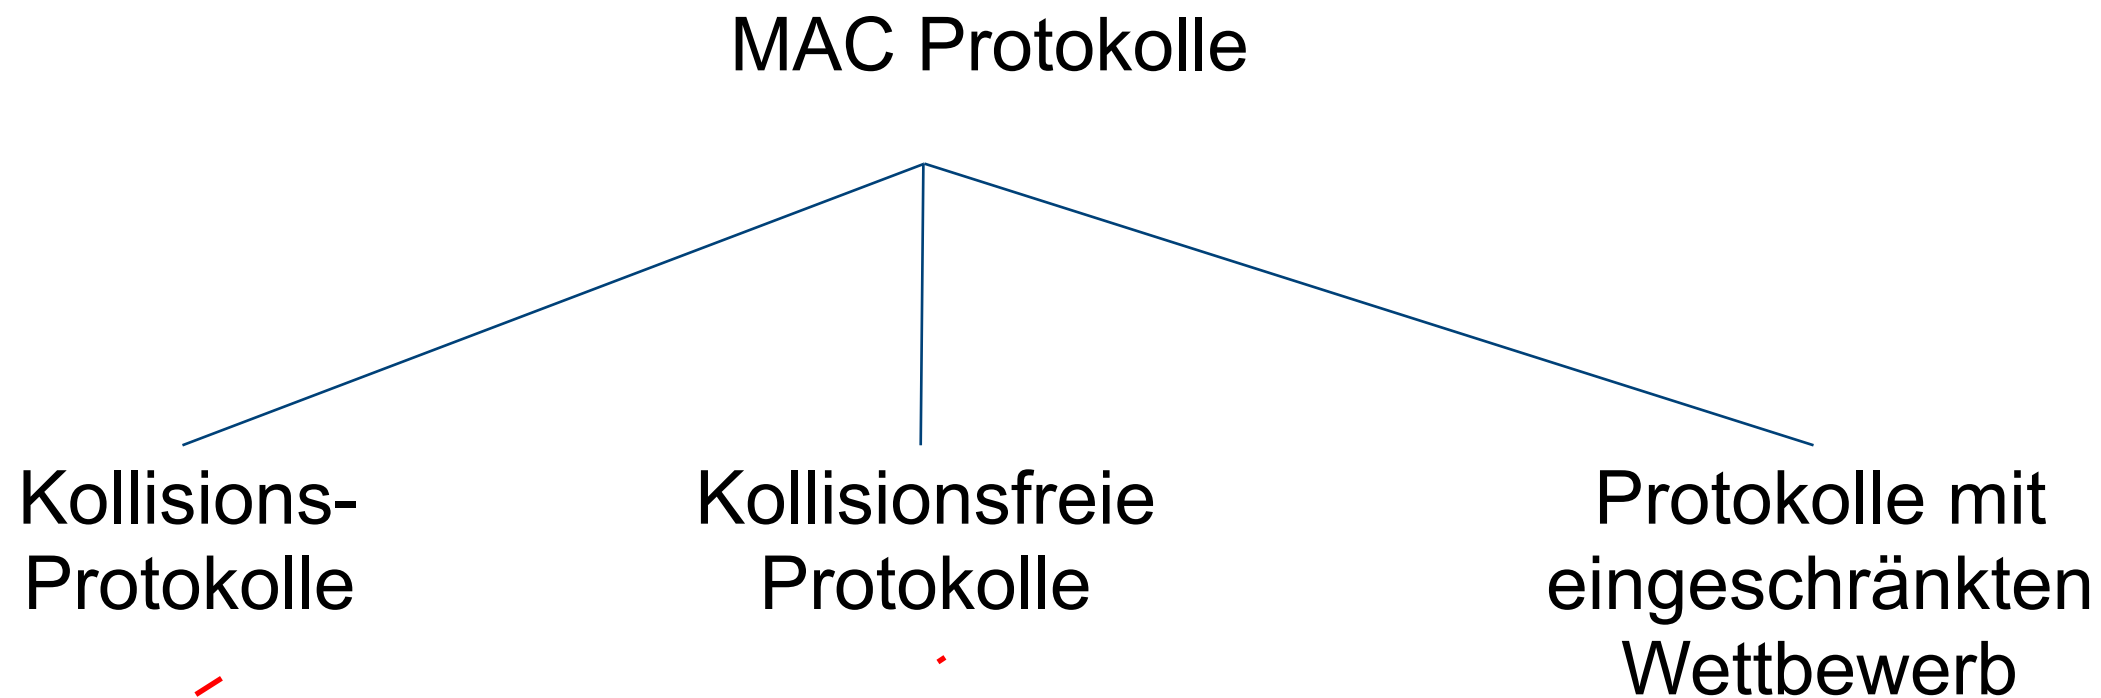 MAC Protokolle
Kollisions-
Protokolle
Kollisionsfreie
Protokolle
Protokolle mit
eingeschränkten
Wettbewerb